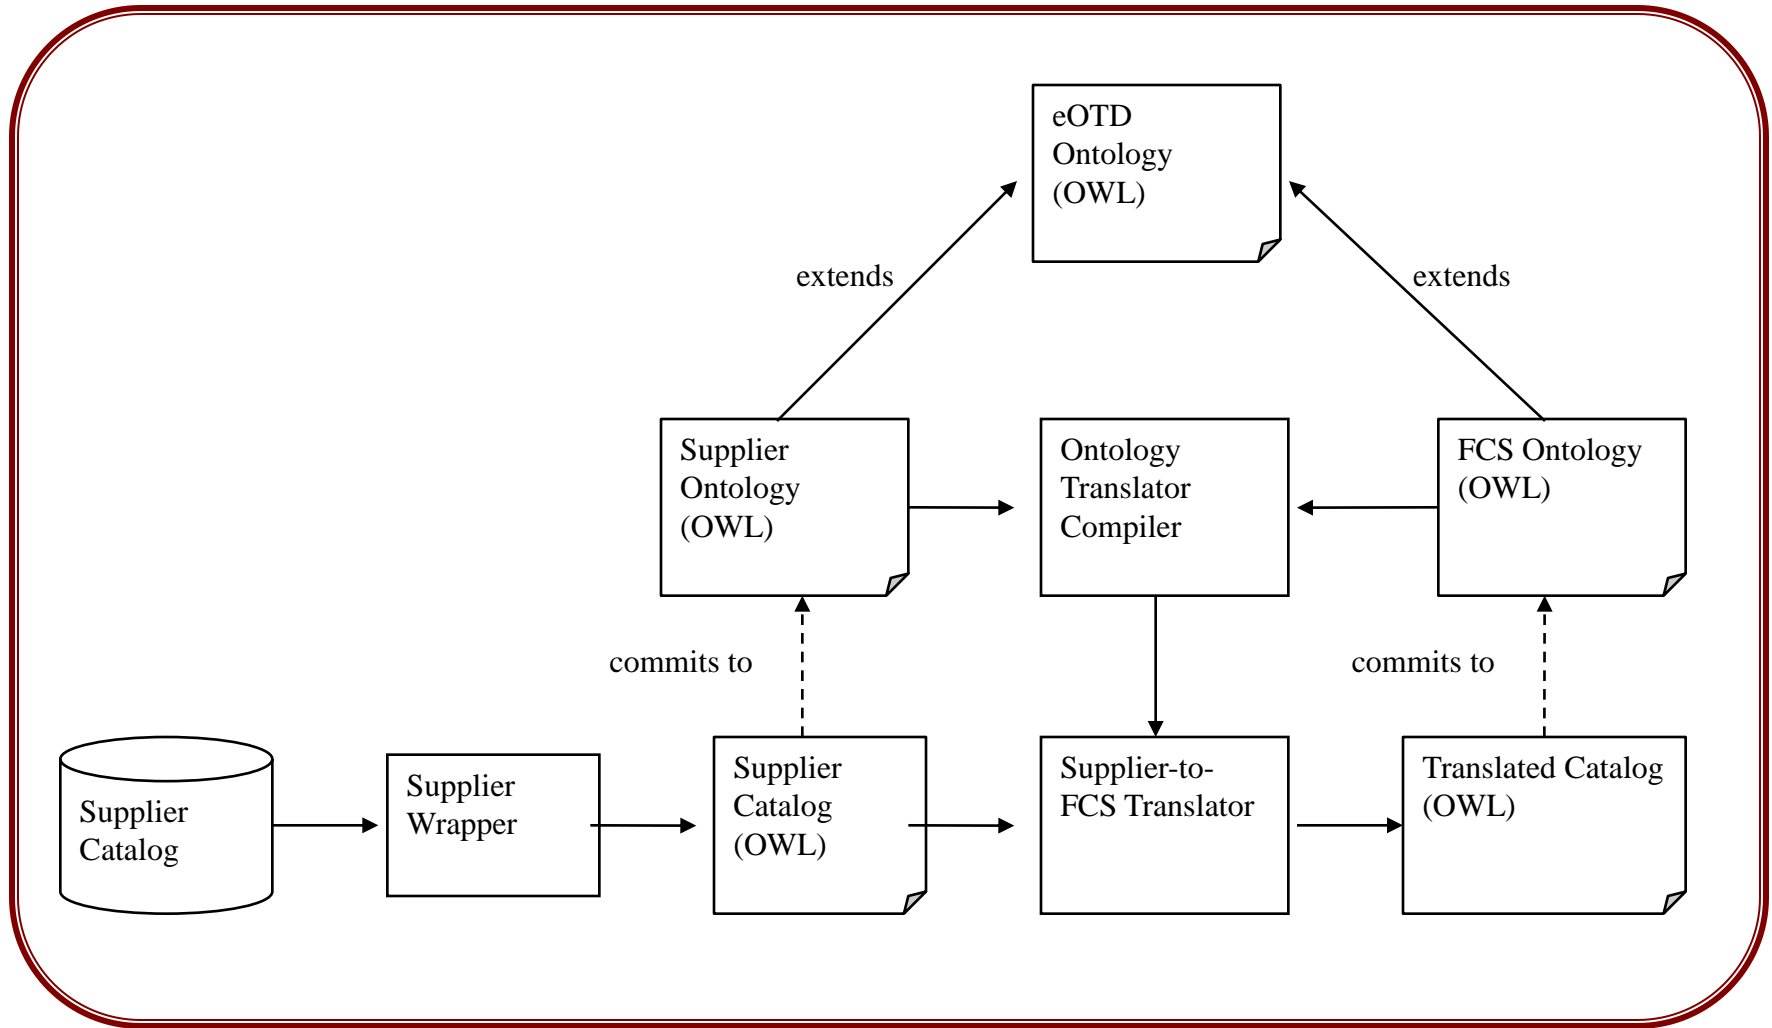 eOTD
Ontology
(OWL)
extends
extends
Supplier
Ontology
(OWL)
Ontology
Translator
Compiler
FCS Ontology
(OWL)
commits to
commits to
Supplier
Catalog
Supplier
Wrapper
Supplier
Catalog
(OWL)
Supplier-to-
FCS Translator
Translated Catalog
(OWL)